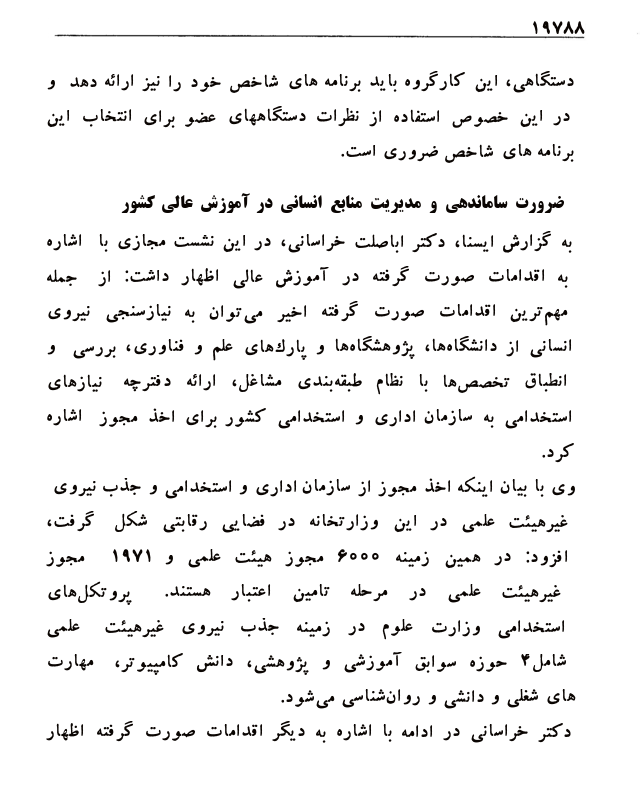 ۱۹۷۸۸
دستگاهی، این کارگروه باید برنامه های شاخص خود را نیز ارائه دهد و
در این خصوص استفاده از نظرات دستگاههای عضو برای انتخاب این
برنامه های شاخص ضروری است.
ضرورت ساماندهی و مدیریت منابع انسانی در آموزش عالی کشور
به گزارش ایسنا، دکتر اباصلت خراسانی، در این نشست مجازی با اشاره
به اقدامات صورت گرفته در آموزش عالی اظهار داشت: از جمله
مهم‌ترین اقدامات صورت گرفته اخیر می‌توان به نیازسنجی نیروی
انسانی از دانشگاه‌ها، پژوهشگاه‌ها و پارك‌های علم و فناوری، بررسی و
انطباق تخصص‌ها با نظام طبقه‌بندی مشاغل، ارائه دفترچه نیازهای
استخدامی به سازمان اداری و استخدامی کشور برای اخذ مجوز اشاره
کرد.
وی با بیان اینکه اخذ مجوز از سازمان اداری و استخدامی و جذب نیروی
غیرهیئت علمی در این وزارتخانه در فضایی رقابتی شکل گرفت،
افزود: در همین زمینه ۶۰۰۰ مجوز هیئت علمی و ۱۹۷۱ مجوز
غیرهیئت علمی در مرحله تامین اعتبار هستند. پروتکل‌های
استخدامی وزارت علوم در زمینه جذب نیروی غیرهیئت علمی
شامل۴ حوزه سوابق آموزشی و پژوهشی، دانش کامپیوتر، مهارت
های شغلی و دانشی و روان‌شناسی می‌شود.
دکتر خراسانی در ادامه با اشاره به دیگر اقدامات صورت گرفته اظهار